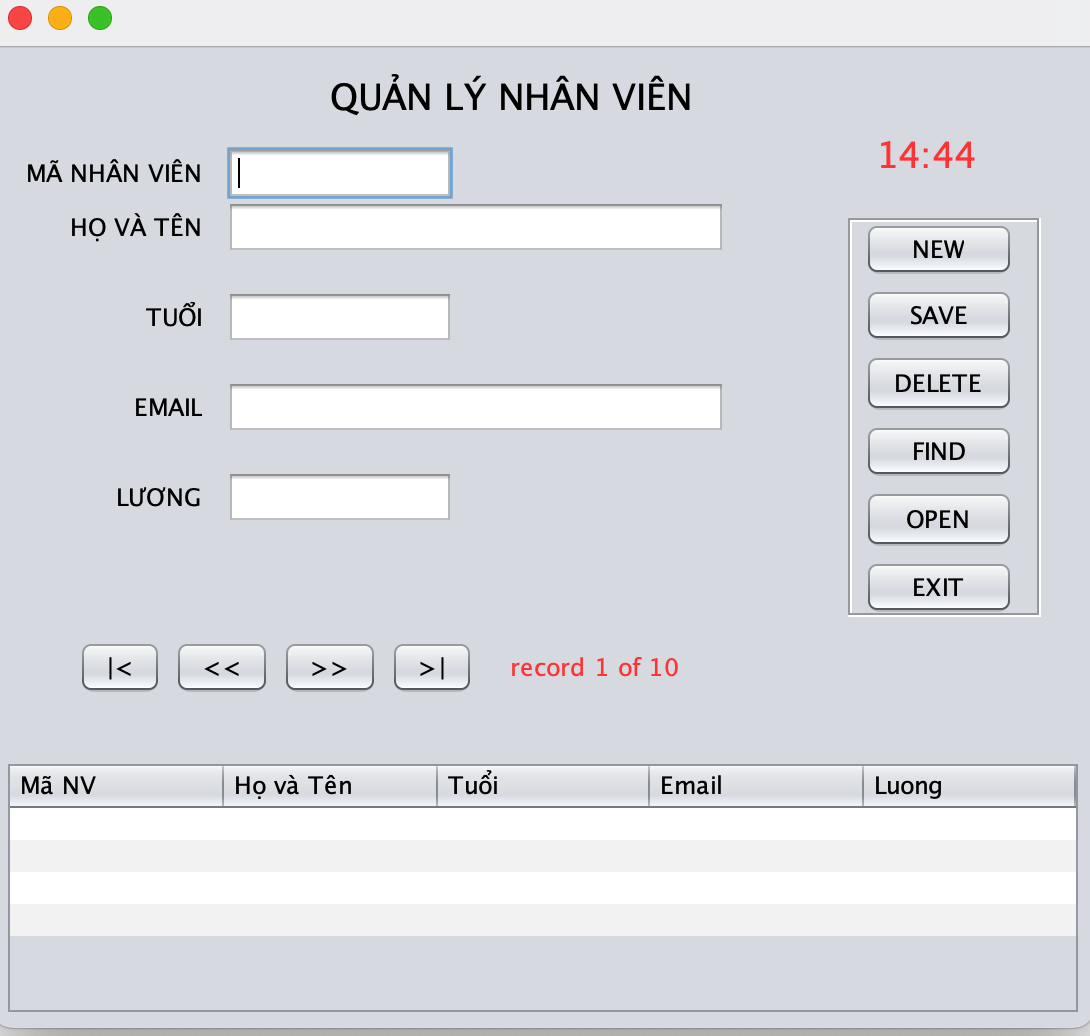 QUẢN LÝ NHÂN VIÊN
14:44
MÃ NHÂN VIÊN
HỌ VÀ TÊN
TUỔI
EMAIL
LƯƠNG
NEW
SAVE
DELETE
FIND
OPEN
EXIT
|< << >> >| record 1 of 10
Mã NV Họ và Tên Tuổi Email Luong